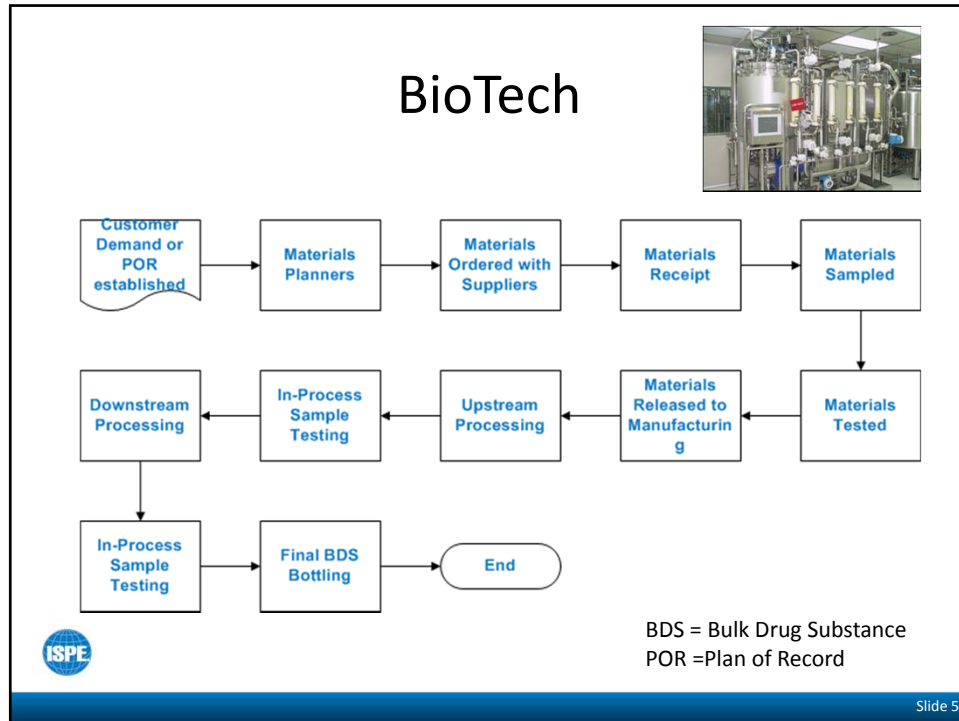 BioTech
Customer
Demand or
POR
established
Materials
Planners
Materials
Ordered with
Suppliers
Materials
Receipt
Materials
Sampled
Downstream
Processing
In-Process
Sample
Testing
Upstream
Processing
Materials
Released to
Manufacturin
g
Materials
Tested
In-Process
Sample
Testing
Final BDS
Bottling
End
BDS = Bulk Drug Substance
POR =Plan of Record
ISPE
Slide 5